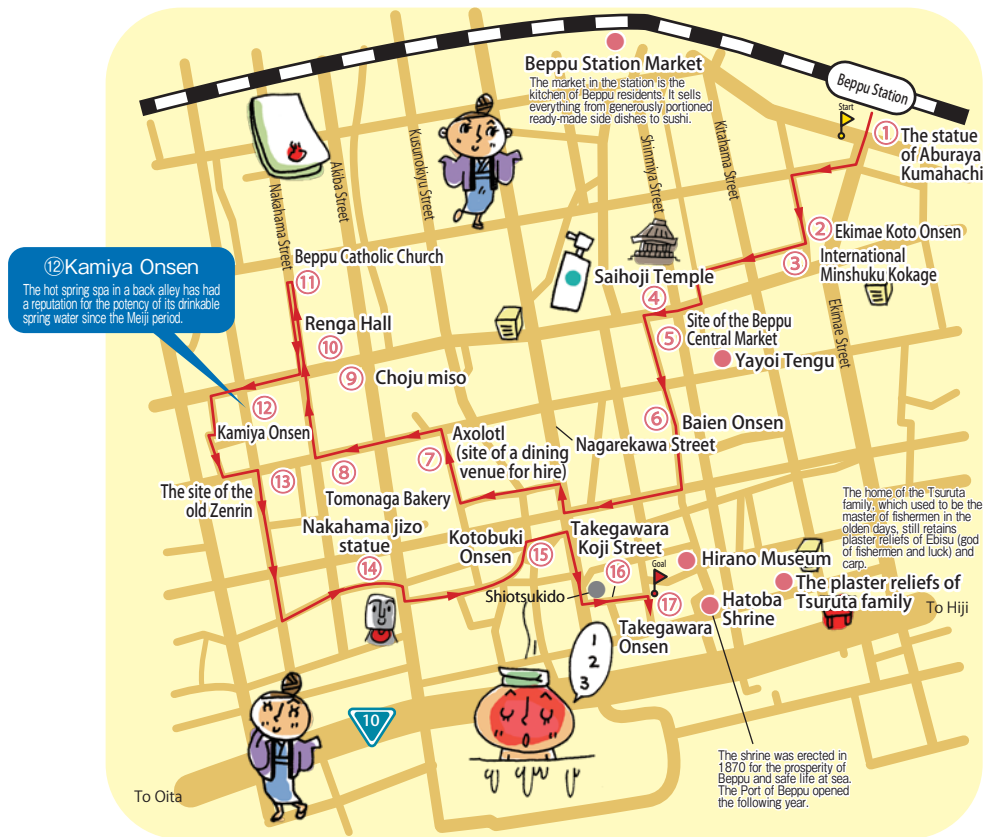 Beppu Station Market
The market in the station is the
kitchen of Beppu residents. It sells
everything from generously portioned
ready-made side dishes to sushi.
Beppu Station
Start
① The statue
of Aburaya
Kumahachi
② Ekimae Koto Onsen
③ International
Minshuku Kokage
Ekimae Street
Kitahama Street
Shinmiya Street
Kusunokiyu Street
Akiba Street
Nakahama Street
Saihoji Temple
④
⑤ Site of the Beppu
Central Market
Yayoi Tengu
⑥ Baien Onsen
Nagarekawa Street
Axolotl
(site of a dining
venue for hire)
⑦
⑧
Tomonaga Bakery
⑨ Choju miso
Renga Hall
⑩
Beppu Catholic Church
⑪
⑫Kamiya Onsen
The hot spring spa in a back alley has had
a reputation for the potency of its drinkable
spring water since the Meiji period.
⑫
Kamiya Onsen
⑬
The site of the
old Zenrin
Nakahama jizo
statue
⑭
Kotobuki
Onsen
⑮
Takegawara
Koji Street
⑯
Shiotsukido
Goal
⑰
Takegawara
Onsen
Hirano Museum
Hatoba
Shrine
The home of the Tsuruta
family, which used to be the
master of fishermen in the
olden days, still retains
plaster reliefs of Ebisu (god
of fishermen and luck) and
carp.
The plaster reliefs of
Tsuruta family
To Hiji
1
2
3
10
To Oita
The shrine was erected in
1870 for the prosperity of
Beppu and safe life at sea.
The Port of Beppu opened
the following year.